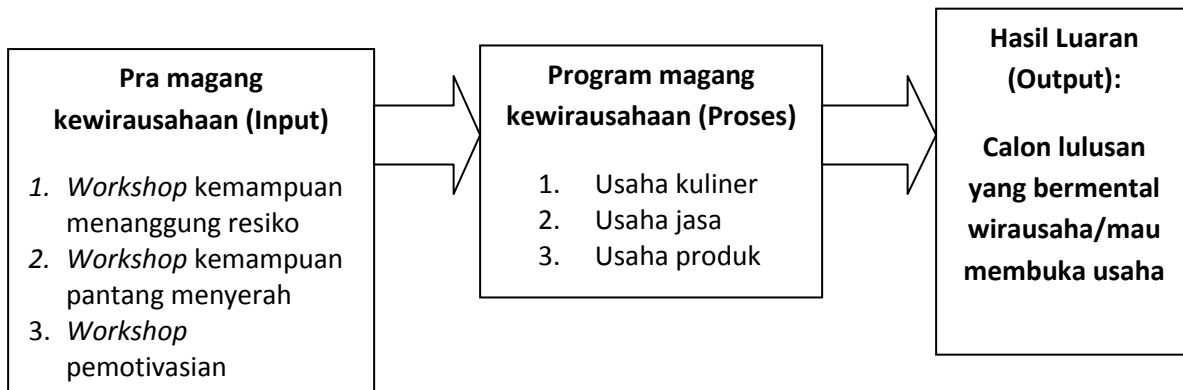 Pra magang
kewirausahaan (Input)
1. Workshop kemampuan
menanggung resiko
2. Workshop kemampuan
pantang menyerah
3. Workshop
pemotivasian
Program magang
kewirausahaan (Proses)
1. Usaha kuliner
2. Usaha jasa
3. Usaha produk
Hasil Luaran
(Output):
Calon lulusan
yang bermental
wirausaha/mau
membuka usaha